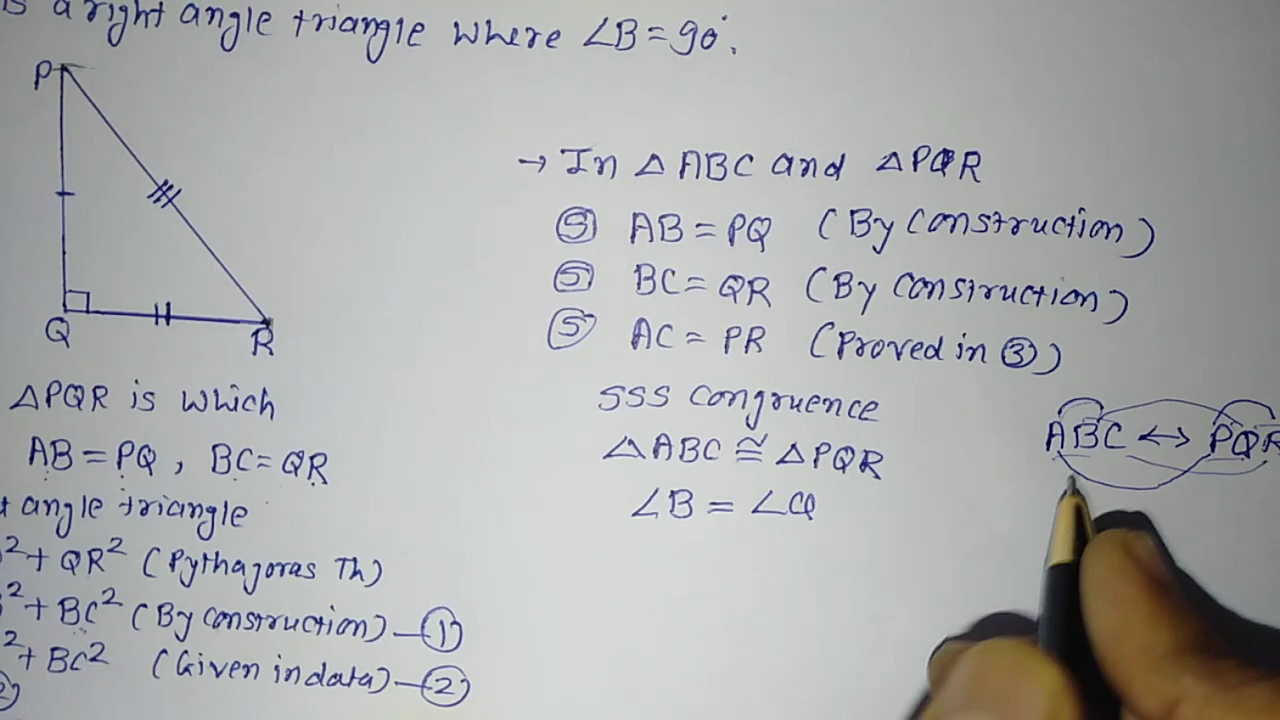 a right angle triangle where ∠B=90°.
P
Q
R
△PQR is which
AB=PQ, BC=QR
angle triangle
²+ QR² (Pythagoras Th)
²+ BC² (By construction) —①
²+ BC² (Given in data) —②
→ In △ABC and △PQR
Ⓢ AB=PQ (By construction)
Ⓢ BC=QR (By construction)
Ⓢ AC=PR (Proved in ③)
SSS congruence
△ABC ≅ △PQR
∠B = ∠Q
ABC ↔ PQR